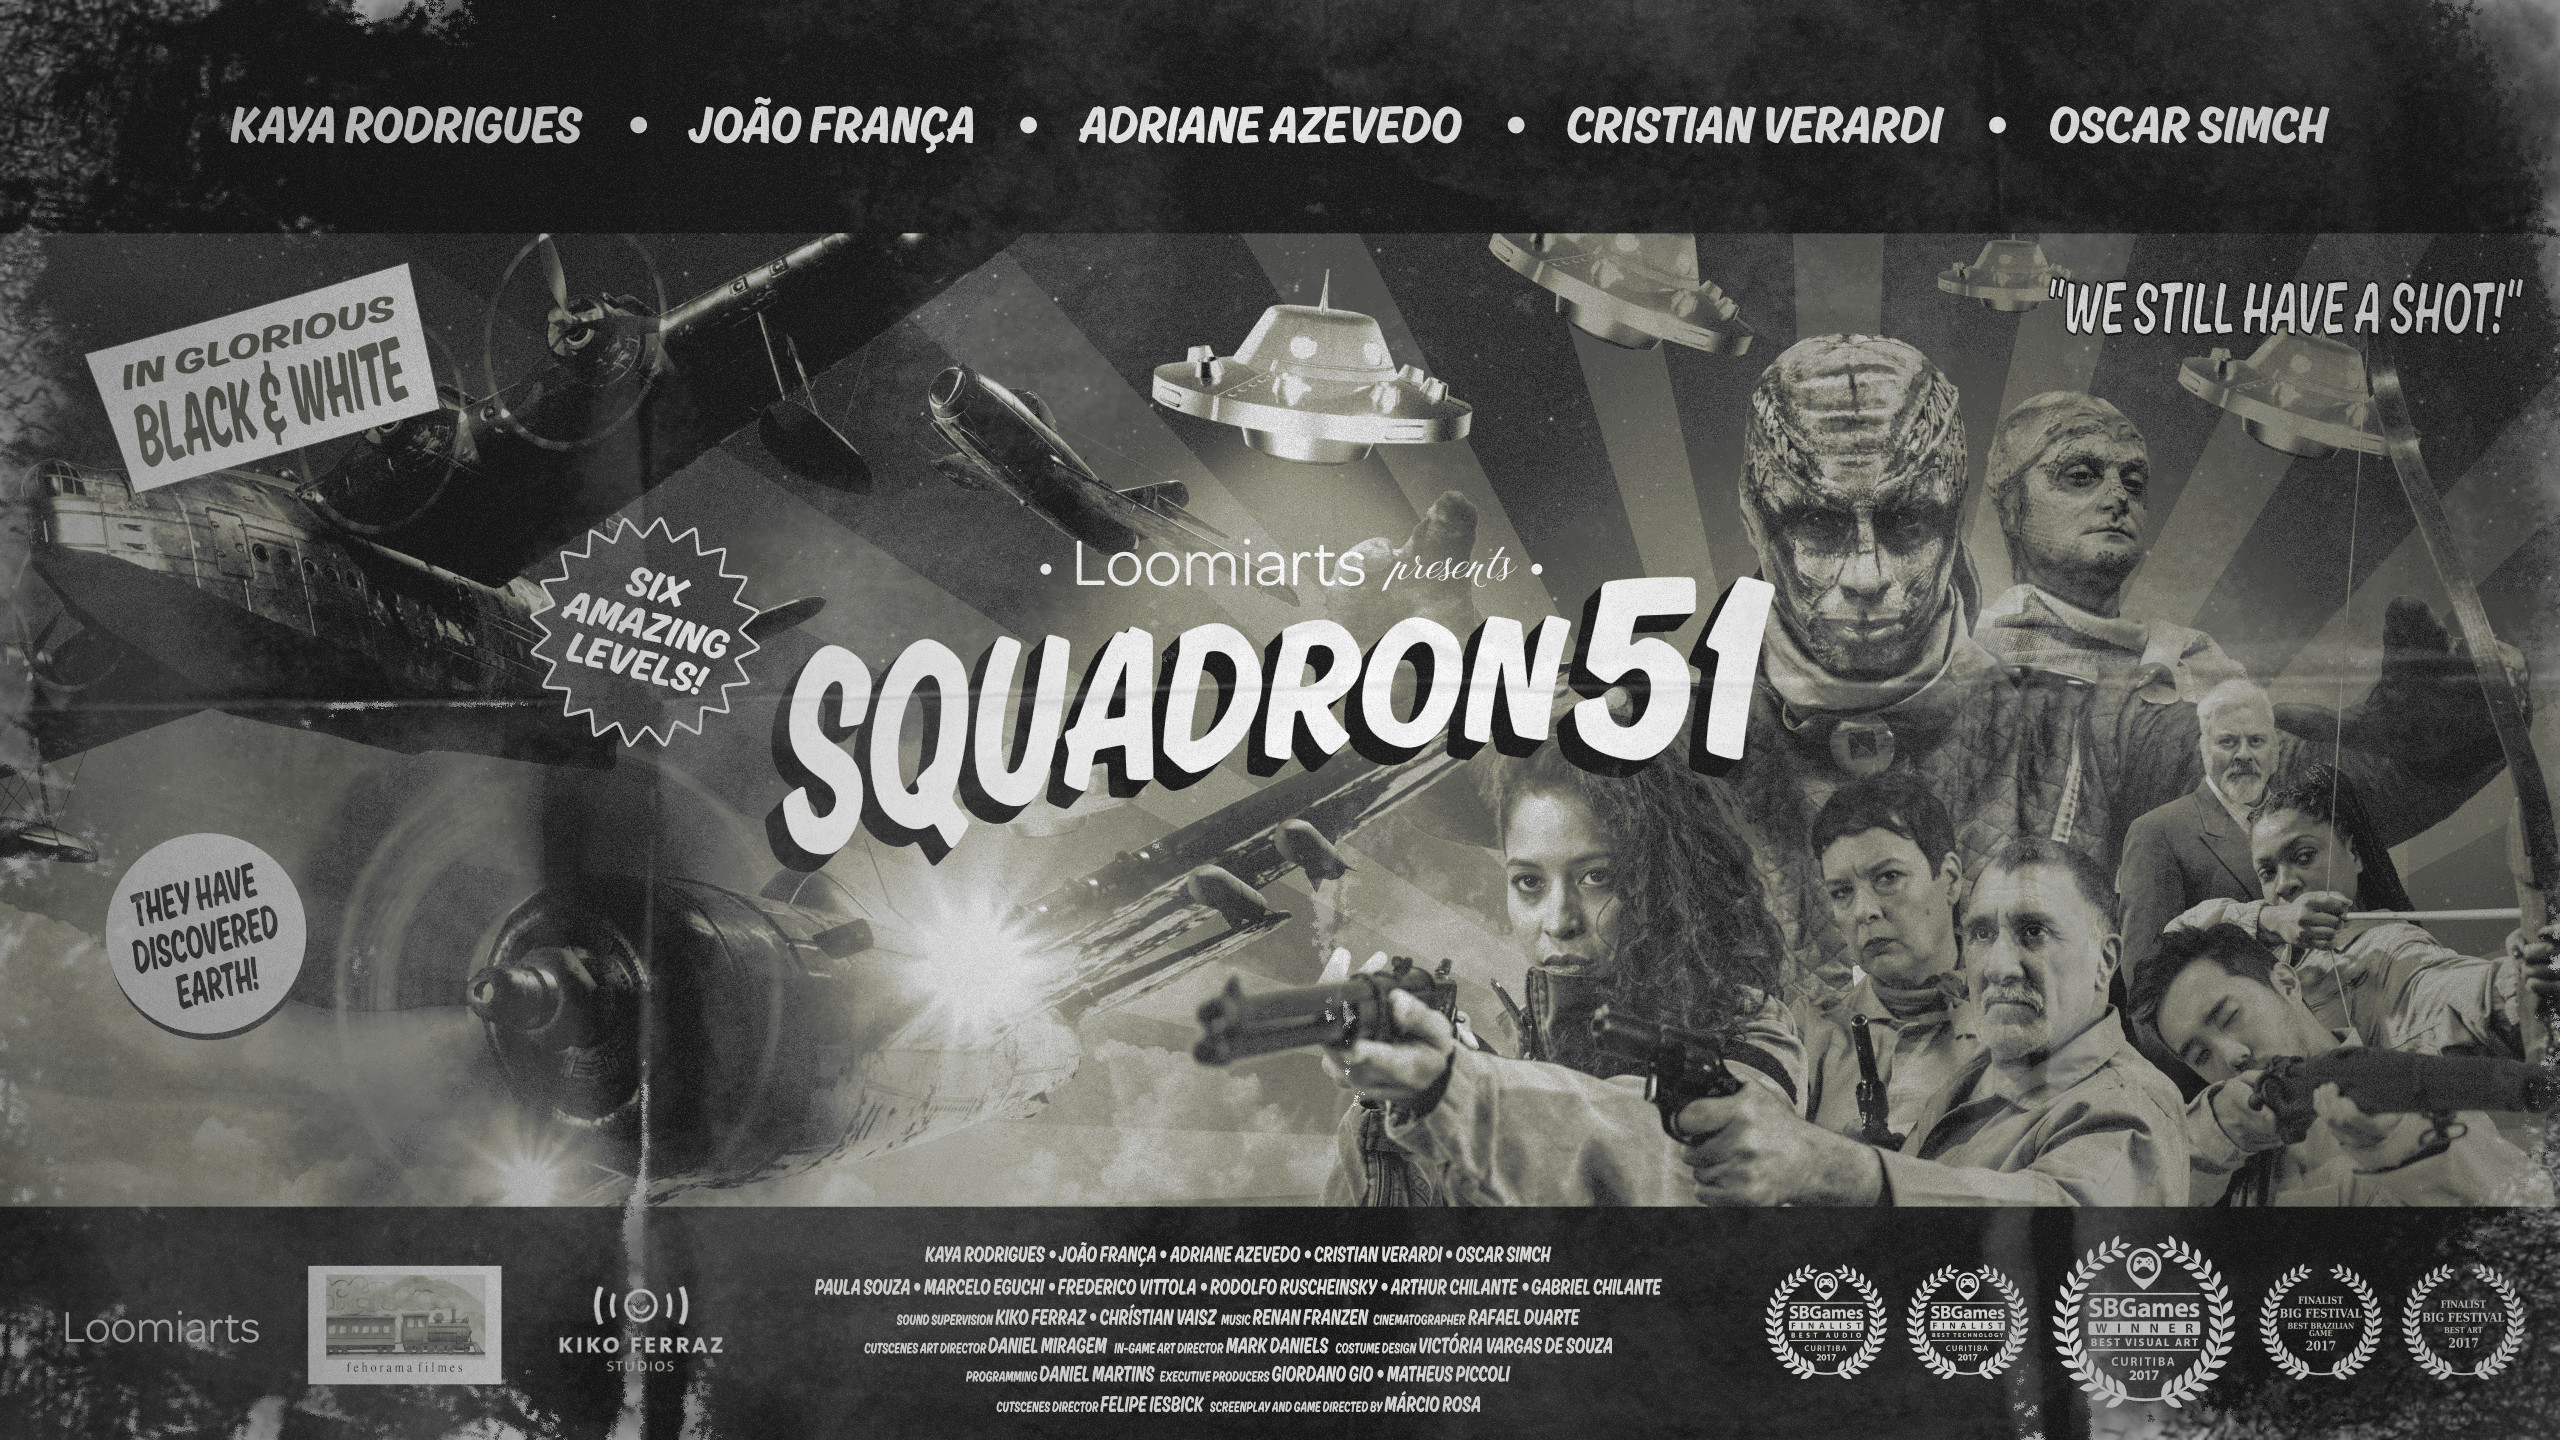 KAYA RODRIGUES • JOÃO FRANÇA • ADRIANE AZEVEDO • CRISTIAN VERARDI • OSCAR SIMCH
IN GLORIOUS
BLACK & WHITE
"WE STILL HAVE A SHOT!"
• Loomiarts presents •
SQUADRON 51
SIX
AMAZING
LEVELS!
THEY HAVE
DISCOVERED
EARTH!
Loomiarts
fehorama filmes
KIKO FERRAZ
STUDIOS
KAYA RODRIGUES • JOÃO FRANÇA • ADRIANE AZEVEDO • CRISTIAN VERARDI • OSCAR SIMCH
PAULA SOUZA • MARCELO EGUCHI • FREDERICO VITTOLA • RODOLFO RUSCHEINSKY • ARTHUR CHILANTE • GABRIEL CHILANTE
SOUND SUPERVISION KIKO FERRAZ • CHRÍSTIAN VAISZ MUSIC RENAN FRANZEN CINEMATOGRAPHER RAFAEL DUARTE
CUTSCENES ART DIRECTOR DANIEL MIRAGEM IN-GAME ART DIRECTOR MARK DANIELS COSTUME DESIGN VICTÓRIA VARGAS DE SOUZA
PROGRAMMING DANIEL MARTINS EXECUTIVE PRODUCERS GIORDANO GIO • MATHEUS PICCOLI
CUTSCENES DIRECTOR FELIPE IESBICK SCREENPLAY AND GAME DIRECTED BY MÁRCIO ROSA
SBGames
FINALIST
BEST AUDIO
CURITIBA
2017
SBGames
FINALIST
BEST TECHNOLOGY
CURITIBA
2017
SBGames
WINNER
BEST VISUAL ART
CURITIBA
2017
FINALIST
BIG FESTIVAL
BEST BRAZILIAN
GAME
2017
FINALIST
BIG FESTIVAL
BEST ART
2017